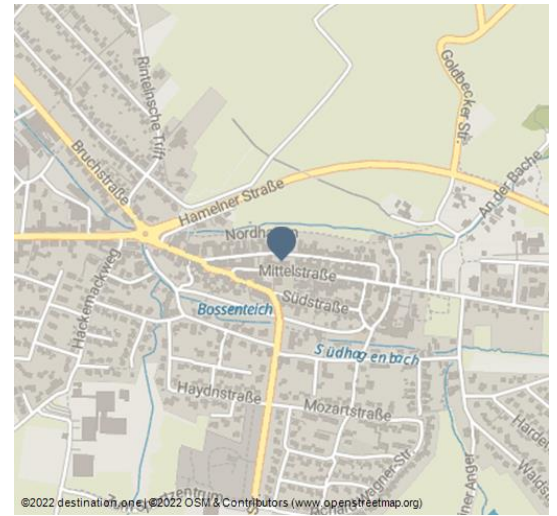 Rintelnsche Trift
Goldbecker Str.
Bruchstraße
Hamelner Straße
An der Bache
Mittelstraße
Hackemackweg
Südstraße
Bossenteich
Südhagenbach
Haydnstraße
Mozartstraße
©2022 destination.one; ©2022 OSM & Contributors (www.openstreetmap.org)